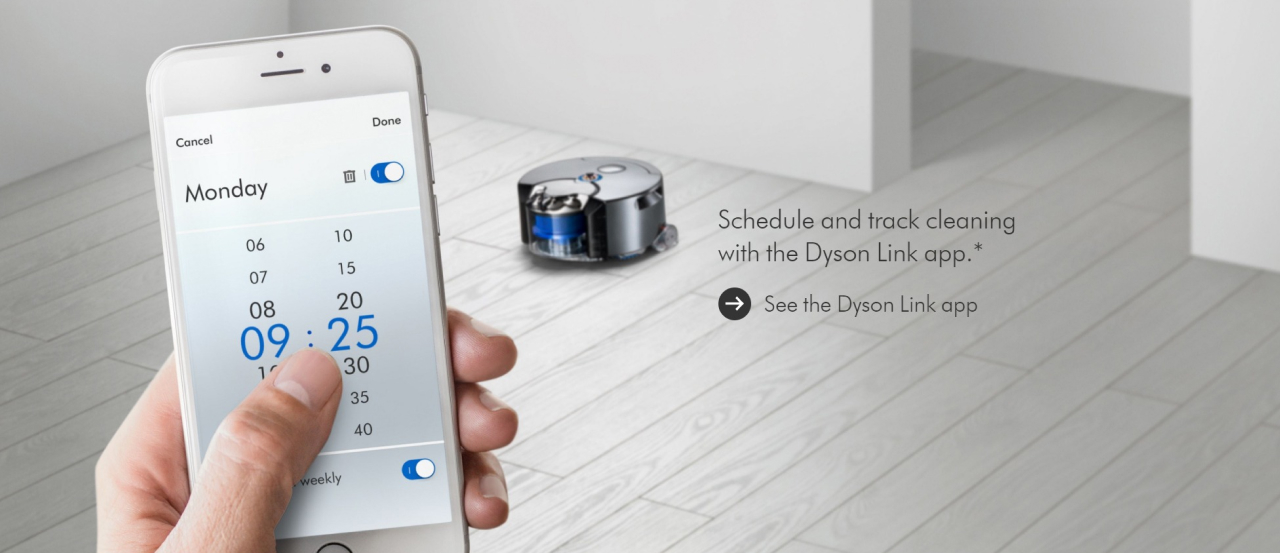 Cancel
Done
Monday
06 10
07 15
08 20
09 : 25
30
35
40
weekly
Schedule and track cleaning
with the Dyson Link app.*
See the Dyson Link app